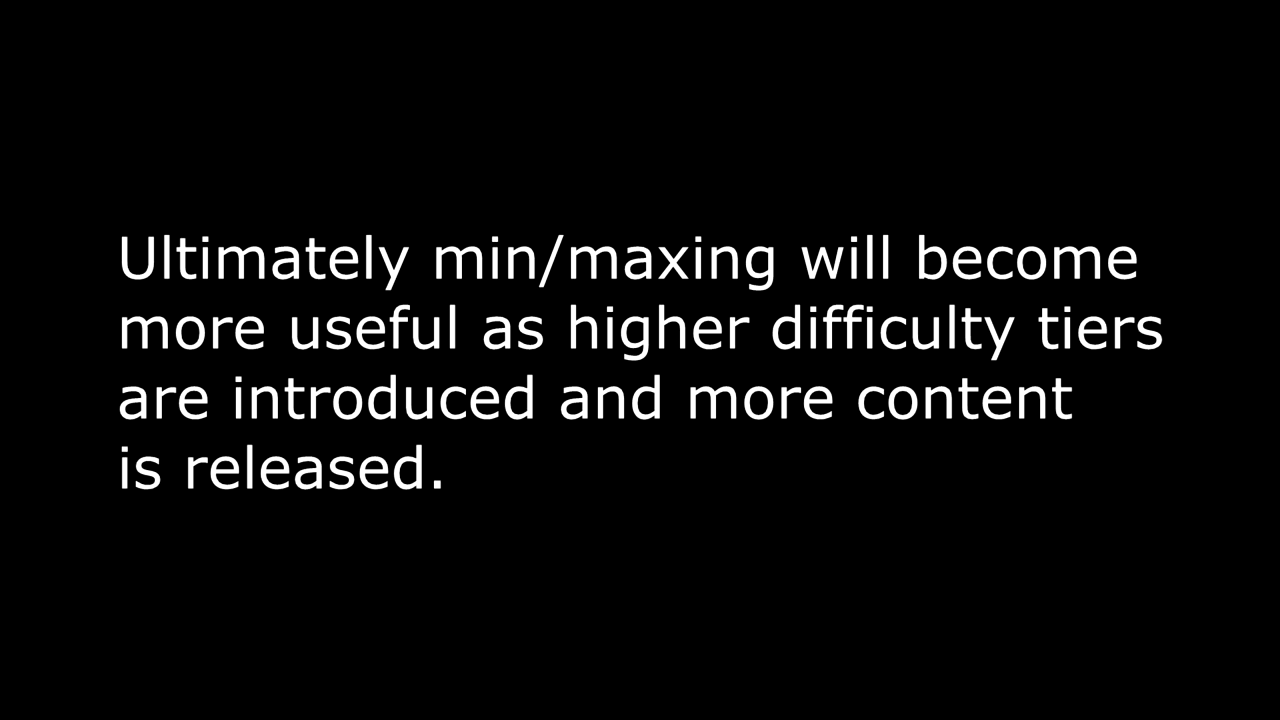 Ultimately min/maxing will become
more useful as higher difficulty tiers
are introduced and more content
is released.